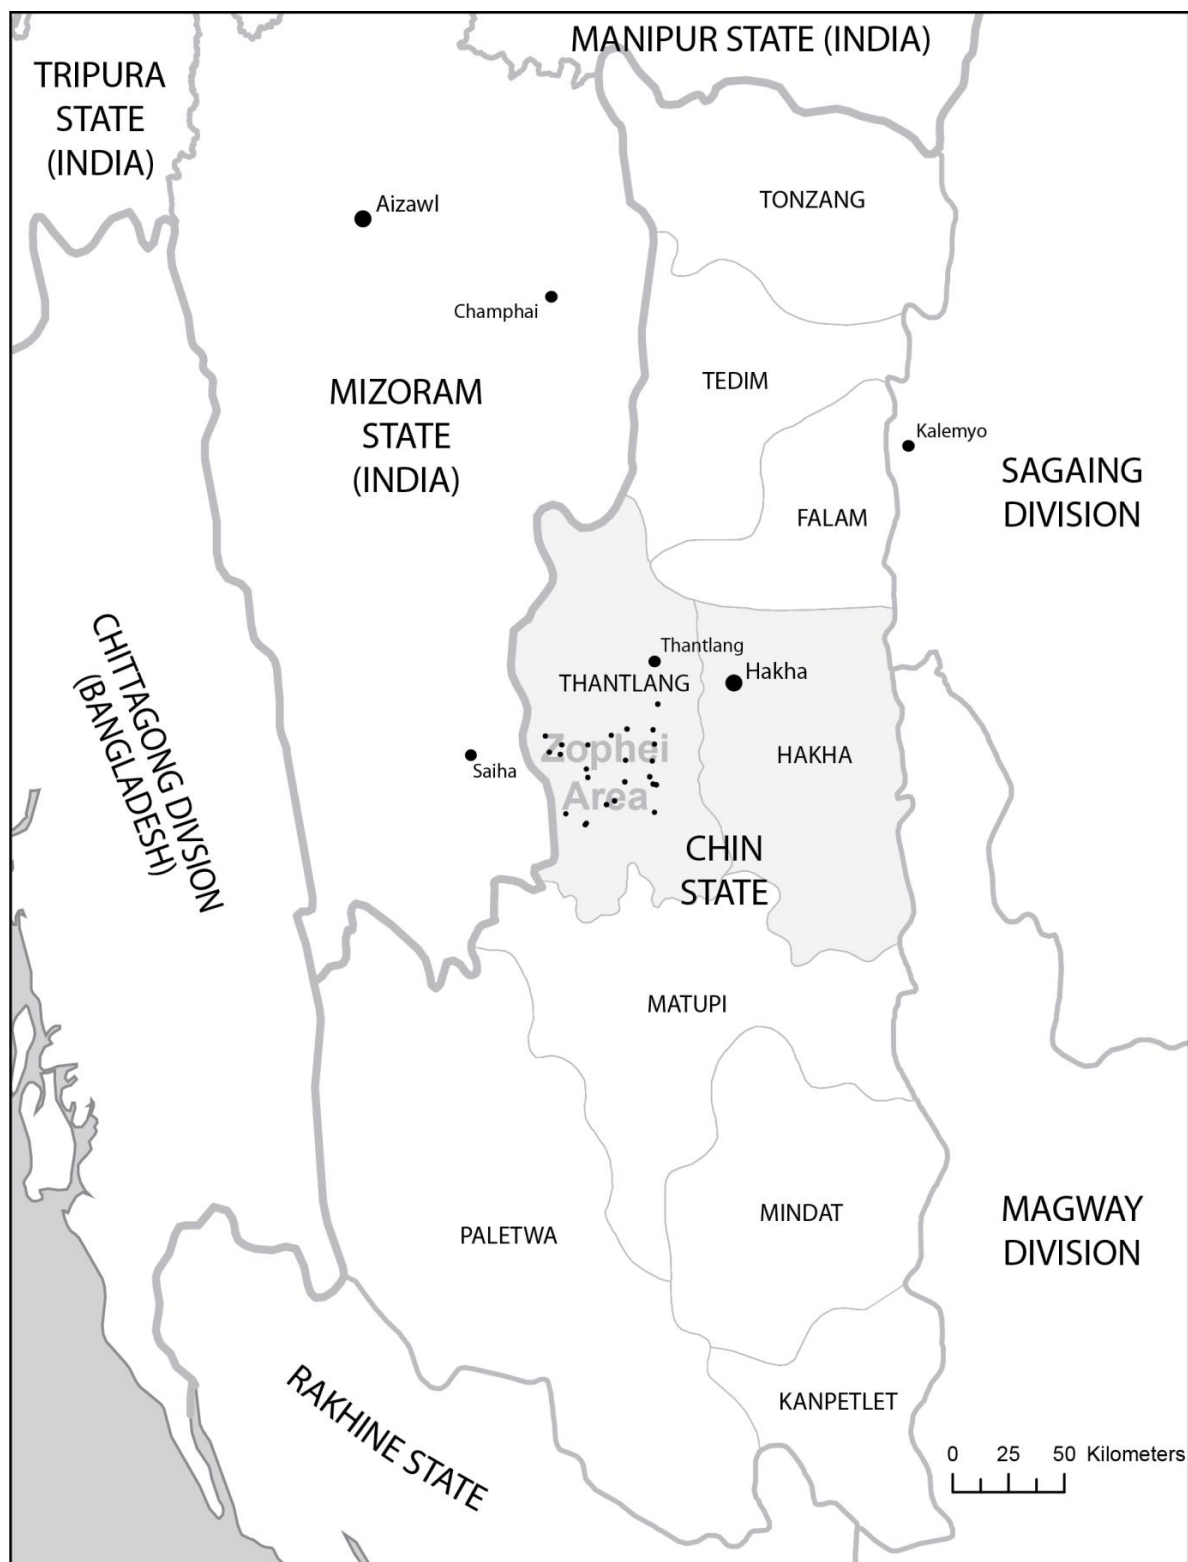 MANIPUR STATE (INDIA)
TRIPURA
STATE
(INDIA)
TONZANG
Aizawl
Champhai
TEDIM
MIZORAM
STATE
(INDIA)
Kalemyo
SAGAING
DIVISION
FALAM
CHITTAGONG DIVSION
(BANGLADESH)
Thantlang
THANTLANG
Hakha
Zophei
Area
HAKHA
Saiha
CHIN
STATE
MATUPI
MINDAT
MAGWAY
DIVISION
PALETWA
RAKHINE STATE
KANPETLET
0 25 50 Kilometers